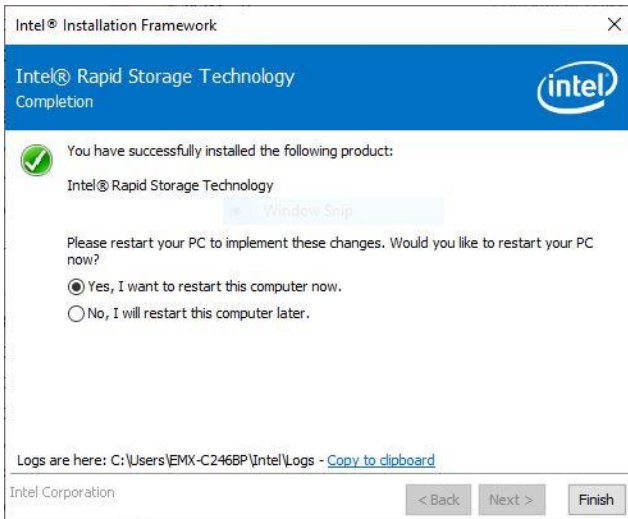 Intel® Installation Framework
Intel® Rapid Storage Technology
Completion
intel
You have successfully installed the following product:
Intel® Rapid Storage Technology
Window Snip
Please restart your PC to implement these changes. Would you like to restart your PC
now?
Yes, I want to restart this computer now.
No, I will restart this computer later.
Logs are here: C:\Users\EMX-C246BP\Intel\Logs - Copy to clipboard
Intel Corporation
< Back
Next >
Finish